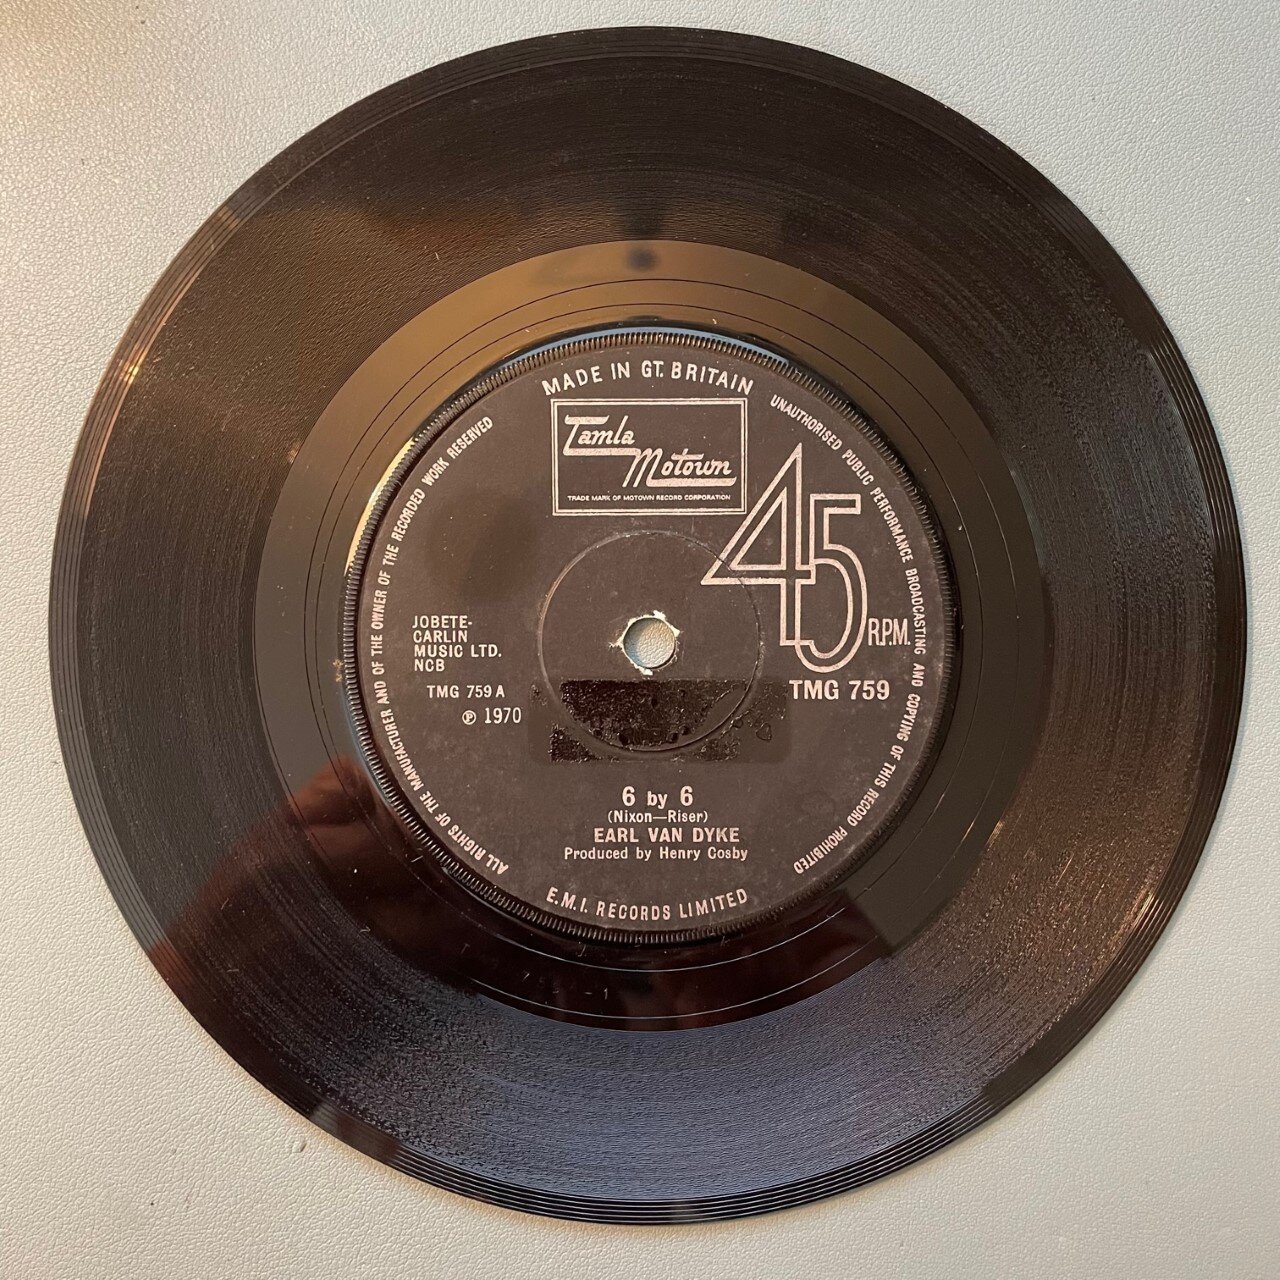 MADE IN GT. BRITAIN
Tamla
Motown
TRADE MARK OF MOTOWN RECORD CORPORATION
45
R.P.M.
TMG 759
JOBETE-
CARLIN
MUSIC LTD.
NCB
TMG 759 A
℗ 1970
6 by 6
(Nixon—Riser)
EARL VAN DYKE
Produced by Henry Cosby
E.M.I. RECORDS LIMITED
ALL RIGHTS OF THE MANUFACTURER AND OF THE OWNER OF THE RECORDED WORK RESERVED
UNAUTHORISED PUBLIC PERFORMANCE BROADCASTING AND COPYING OF THIS RECORD PROHIBITED